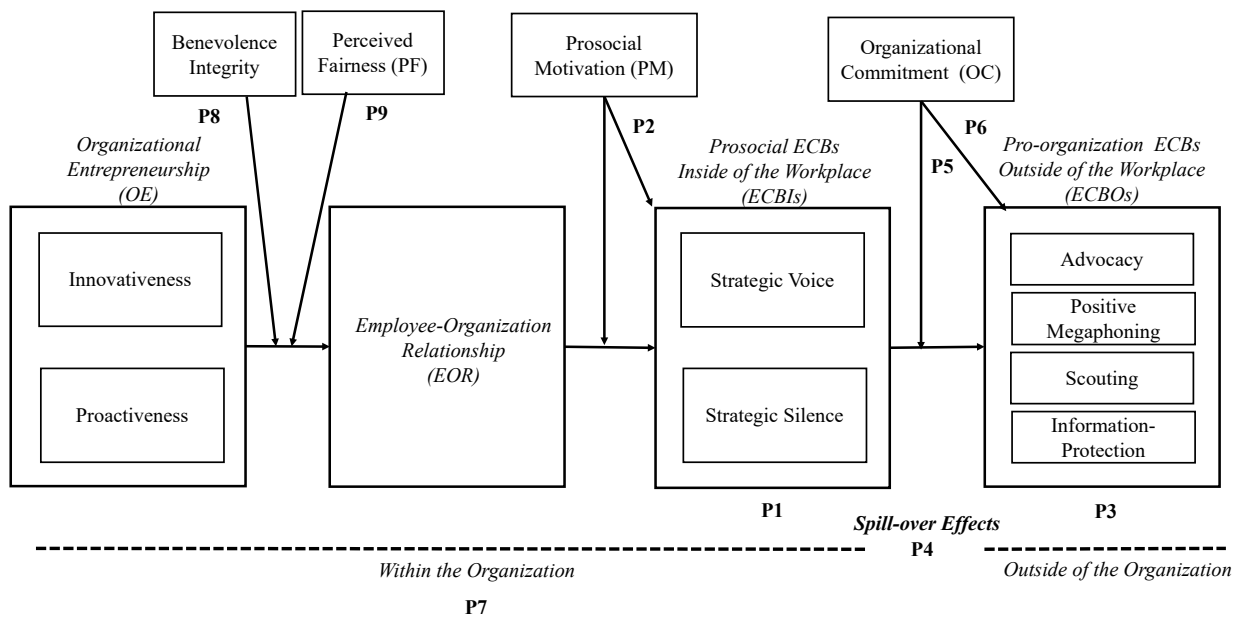 Benevolence
Integrity
Perceived
Fairness (PF)
Prosocial
Motivation (PM)
Organizational
Commitment (OC)
P8
P9
P2
P6
P5
Organizational
Entrepreneurship
(OE)
Prosocial ECBs
Inside of the Workplace
(ECBIs)
Pro-organization ECBs
Outside of the Workplace
(ECBOs)
Innovativeness
Proactiveness
Employee-Organization
Relationship
(EOR)
Strategic Voice
Strategic Silence
Advocacy
Positive
Megaphoning
Scouting
Information-
Protection
P1
Spill-over Effects
P4
P3
Within the Organization
Outside of the Organization
P7